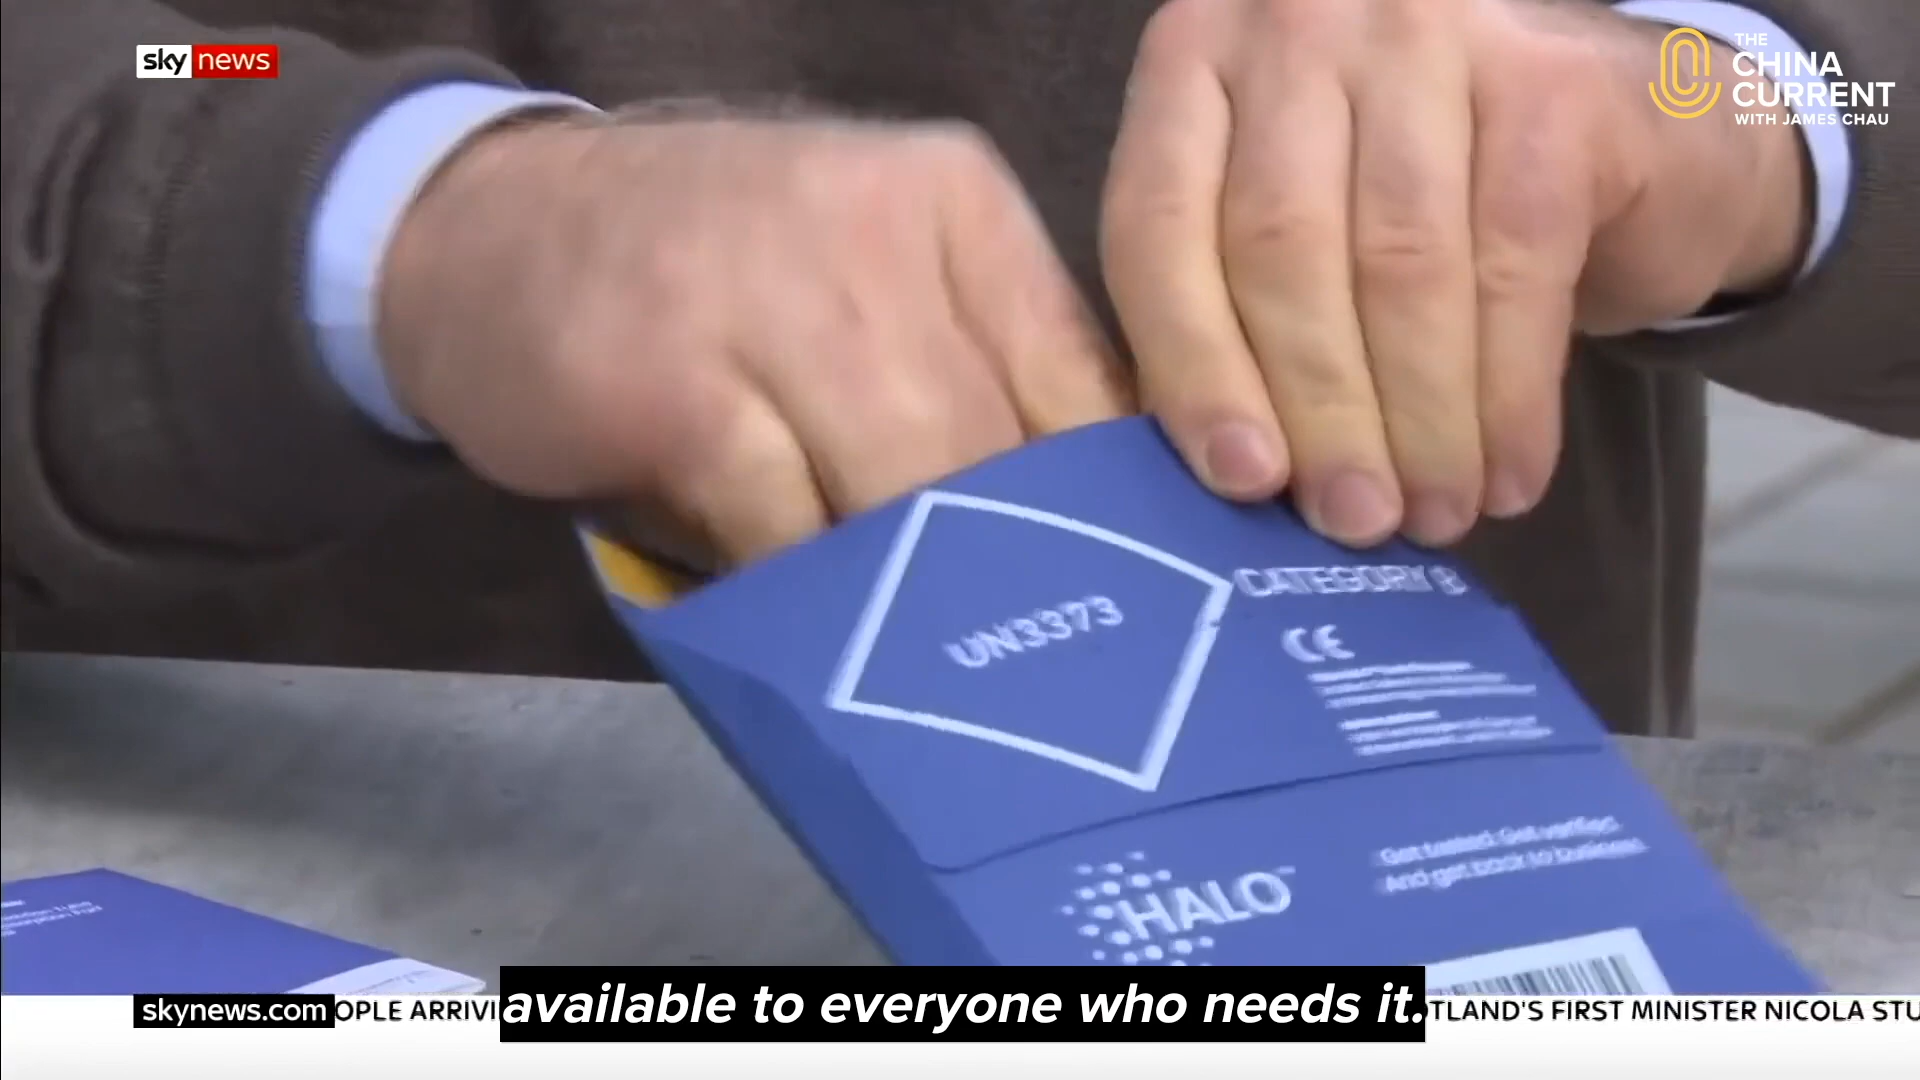 sky news
THE
CHINA
CURRENT
WITH JAMES CHAU
UN3373
CATEGORY B
CE
Get tested. Get verified.
And get back to business.
HALO™
available to everyone who needs it.
skynews.com OPLE ARRIVI TLAND'S FIRST MINISTER NICOLA STU